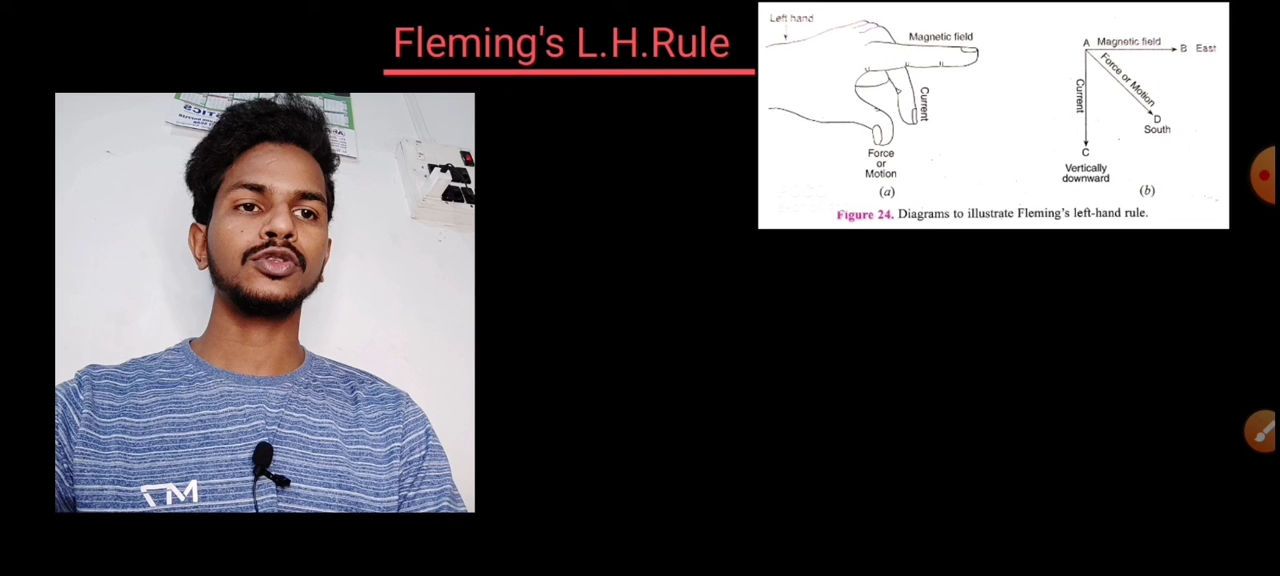 Fleming's L.H.Rule
Left hand
Magnetic field
Current
Force
or
Motion
(a)
A Magnetic field B East
Force or Motion
Current
D
South
C
Vertically
downward
(b)
Figure 24. Diagrams to illustrate Fleming's left-hand rule.